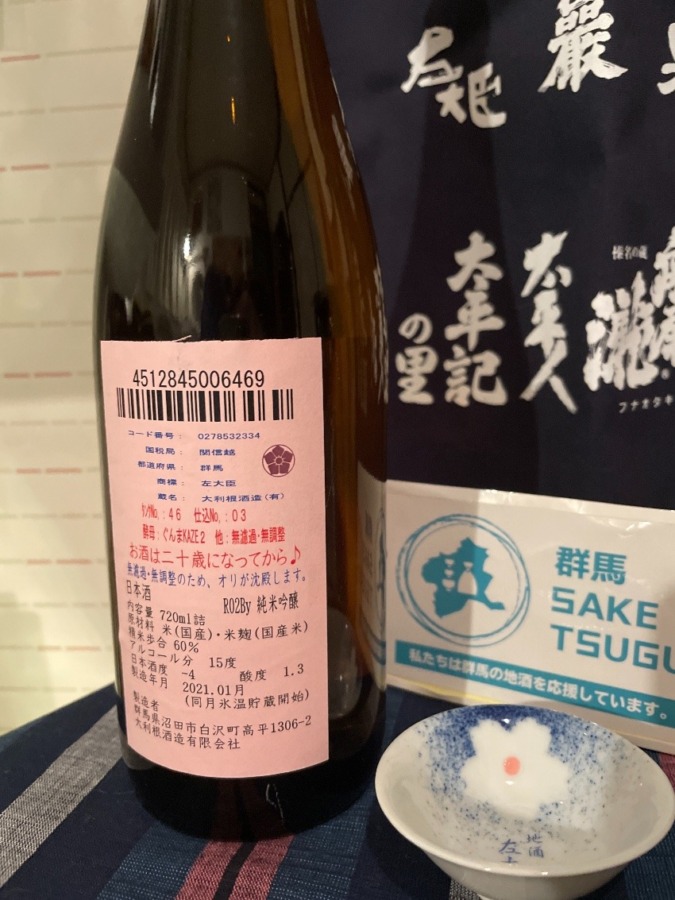 4512845006469
コード番号： 0278532334
国税局： 関信越
都道府県： 群馬
商標： 左大臣
蔵名： 大利根酒造(有)
ﾀﾝｸNo,:46 仕込No,:03
酵母:ぐんまKAZE2 他:無濾過・無調整
お酒は二十歳になってから♪
無濾過・無調整のため、オリが沈殿します。
日本酒 R02By 純米吟醸
内容量 720ml詰
原材料 米(国産)・米麹(国産米)
精米歩合 60%
アルコール分 15度
日本酒度 -4 酸度 1.3
製造年月 2021.01月
(同月氷温貯蔵開始)
製造者
群馬県沼田市白沢町高平1306-2
大利根酒造有限会社
左大臣
巖
太平記
の里
太平人
榛名の蔵
瀧
フナオタキ
群馬
SAKE
TSUGU
私たちは群馬の地酒を応援しています。
地酒
左